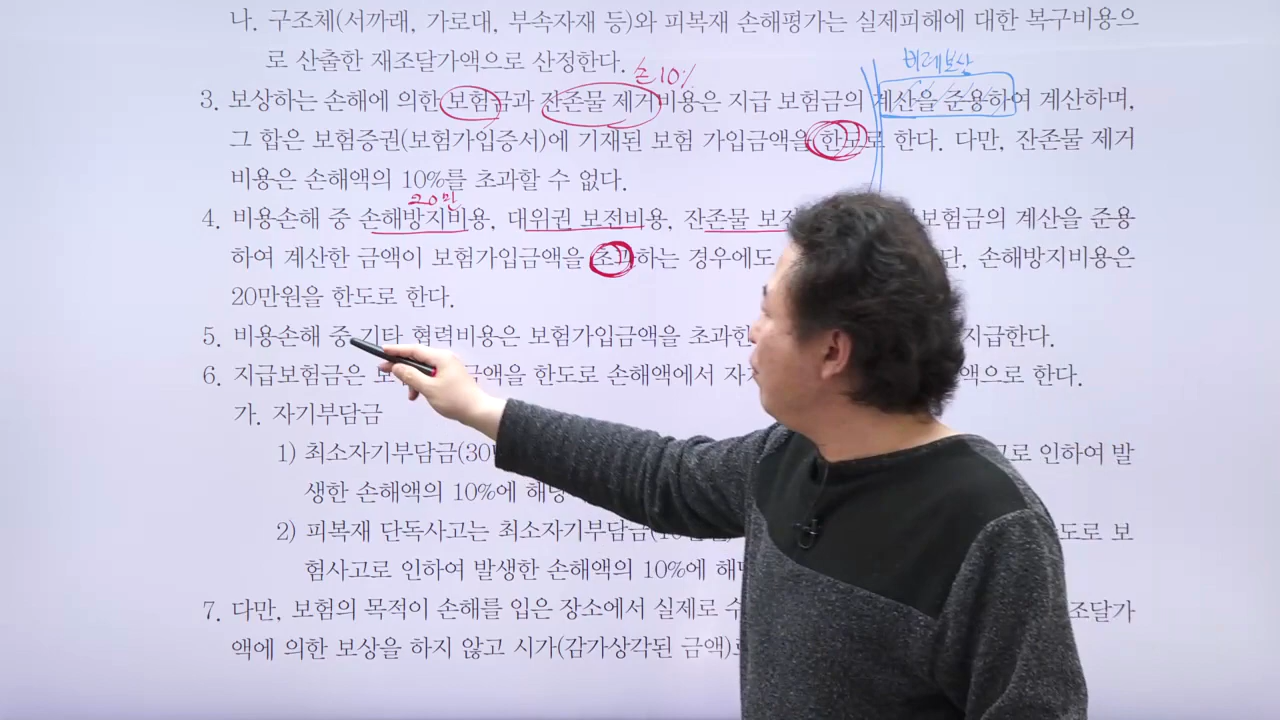 나. 구조체(서까래, 가로대, 부속자재 등)와 피복재 손해평가는 실제피해에 대한 복구비용으
로 산출한 재조달가액으로 산정한다.
≤10%
비례보상
3. 보상하는 손해에 의한 보험금과 잔존물 제거비용은 지급 보험금의 계산을 준용하여 계산하며,
그 합은 보험증권(보험가입증서)에 기재된 보험 가입금액을 한도로 한다. 다만, 잔존물 제거
비용은 손해액의 10%를 초과할 수 없다.
20만
4. 비용손해 중 손해방지비용, 대위권 보전비용, 잔존물 보전 보험금의 계산을 준용
하여 계산한 금액이 보험가입금액을 초과하는 경우에도 단, 손해방지비용은
20만원을 한도로 한다.
5. 비용손해 중 기타 협력비용은 보험가입금액을 초과한 지급한다.
6. 지급보험금은 금액을 한도로 손해액에서 액으로 한다.
가. 자기부담금
1) 최소자기부담금(30 로 인하여 발
생한 손해액의 10%에 해당
2) 피복재 단독사고는 최소자기부담금 도로 보
험사고로 인하여 발생한 손해액의 10%에
7. 다만, 보험의 목적이 손해를 입은 장소에서 실제로 조달가
액에 의한 보상을 하지 않고 시가(감가상각된 금액)